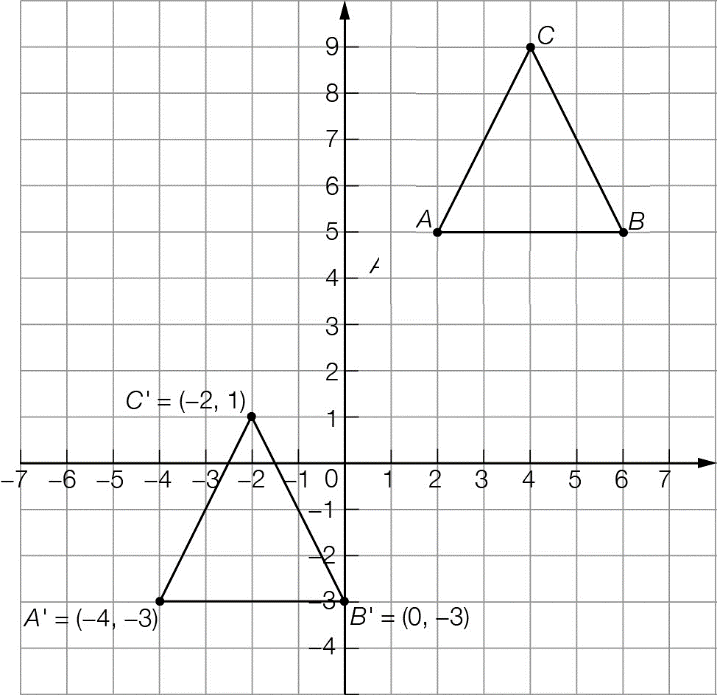 9
C
8
7
6
A
B
5
4
3
2
C' = (–2, 1)
1
–7 –6 –5 –4 –3 –2 –1 0 1 2 3 4 5 6 7
–1
–2
–3
A' = (–4, –3)
B' = (0, –3)
–4